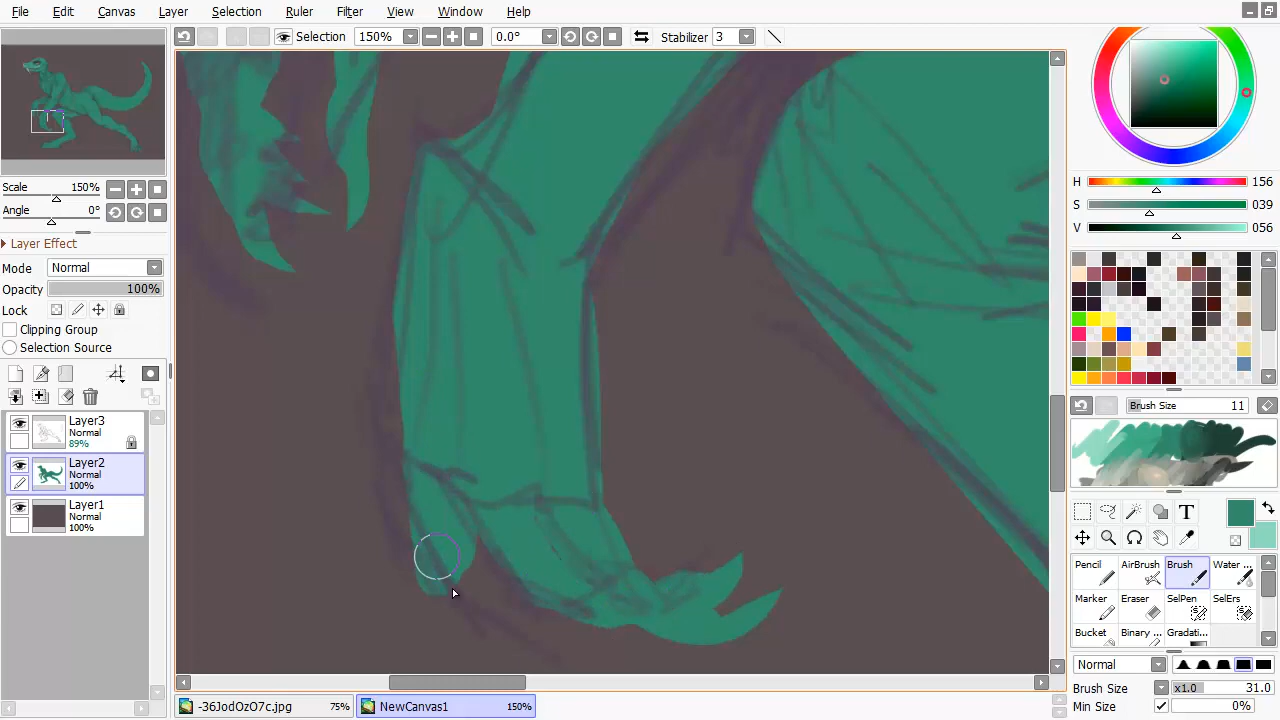 File Edit Canvas Layer Selection Ruler Filter View Window Help
Selection 150% 0.0° Stabilizer 3
Scale 150%
Angle 0°
Layer Effect
Mode Normal
Opacity 100%
Lock
Clipping Group
Selection Source
Layer3
Normal
89%
Layer2
Normal
100%
Layer1
Normal
100%
H 156
S 039
V 056
Brush Size 11
T
Pencil AirBrush Brush Water ...
Marker Eraser SelPen SelErs
Bucket Binary ... Gradati...
Normal
Brush Size x1.0 31.0
Min Size 0%
-36JodOzO7c.jpg 75% NewCanvas1 150%